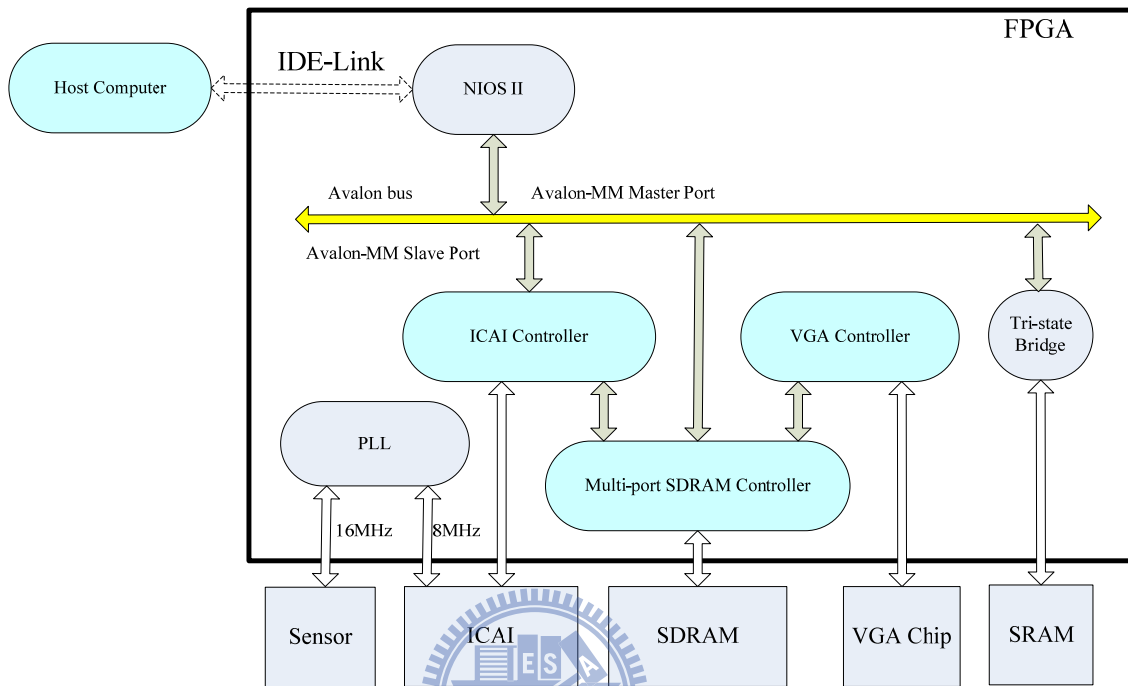 FPGA
IDE-Link
Host Computer
NIOS II
Avalon bus
Avalon-MM Master Port
Avalon-MM Slave Port
ICAI Controller
VGA Controller
Tri-state
Bridge
PLL
Multi-port SDRAM Controller
16MHz
8MHz
Sensor
ICAI
SDRAM
VGA Chip
SRAM
ES
A